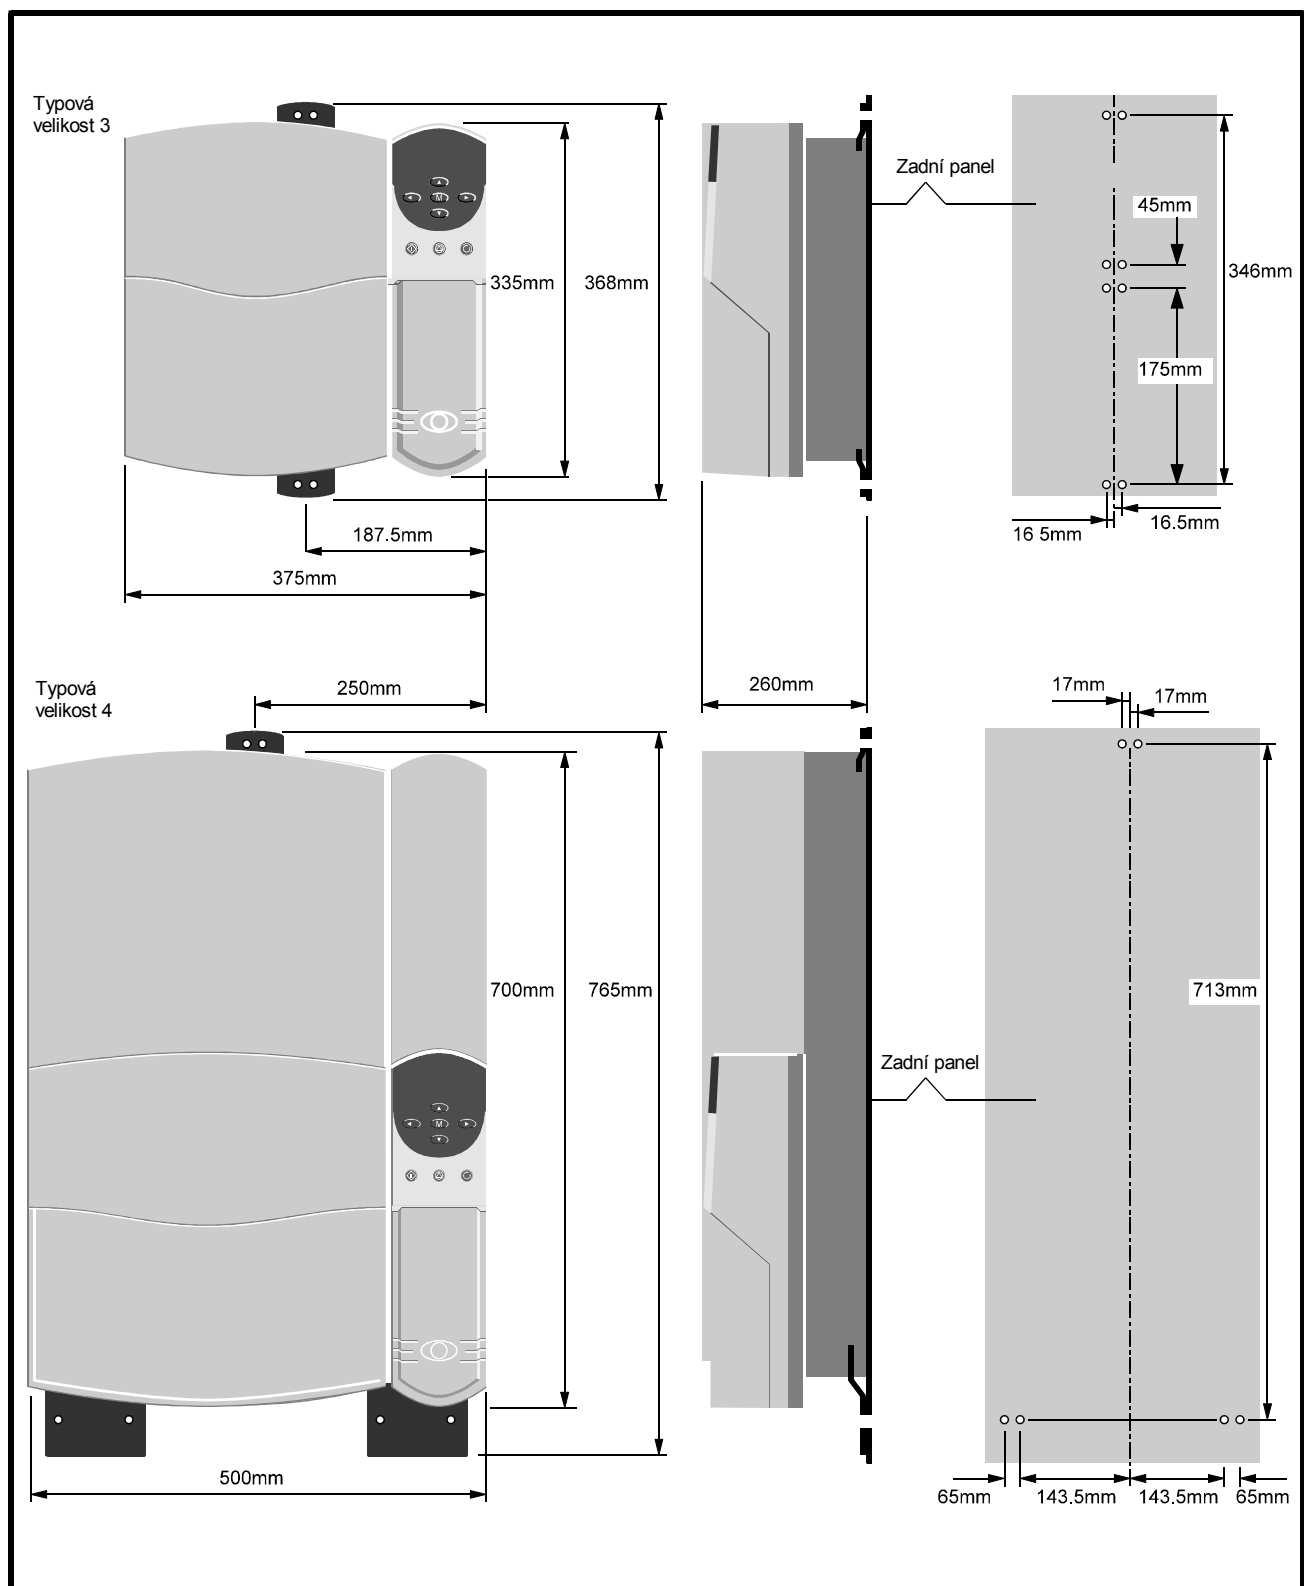 Typová
velikost 3
M
Zadní panel
45mm
335mm
368mm
346mm
175mm
187.5mm
16 5mm
16.5mm
375mm
Typová
velikost 4
250mm
260mm
17mm
17mm
700mm
765mm
713mm
Zadní panel
M
500mm
65mm
143.5mm
143.5mm
65mm